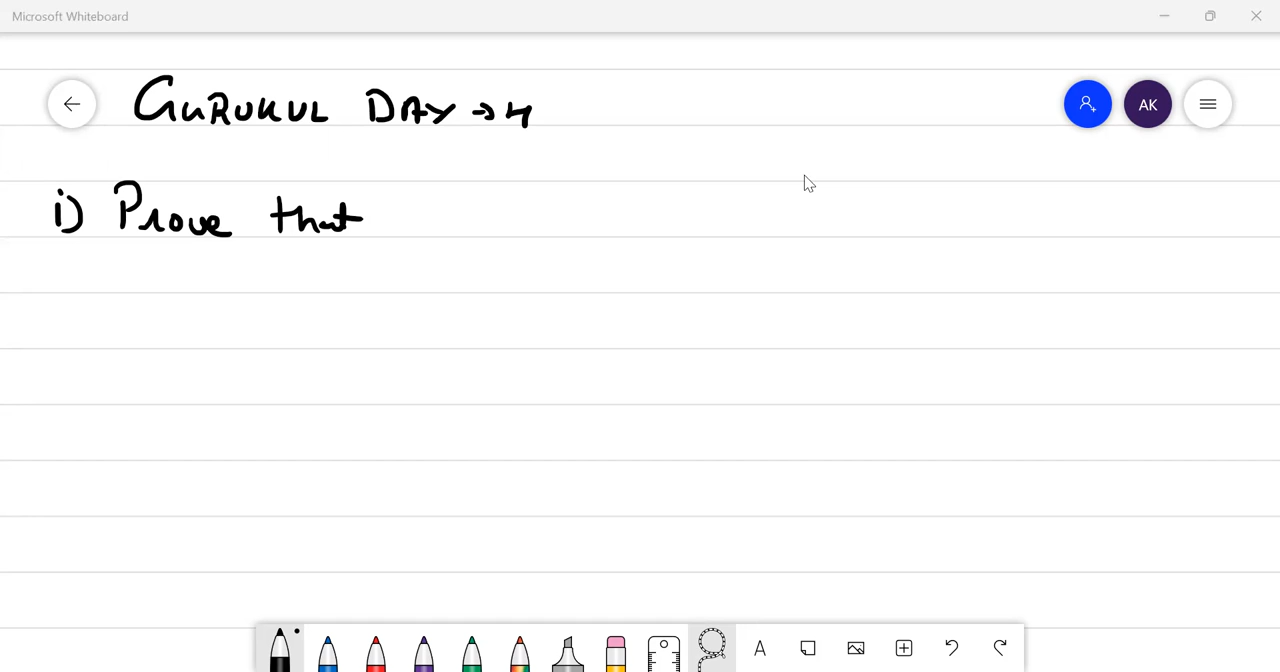 Microsoft Whiteboard
GURUKUL DAY → 4
AK
i) Prove that
A